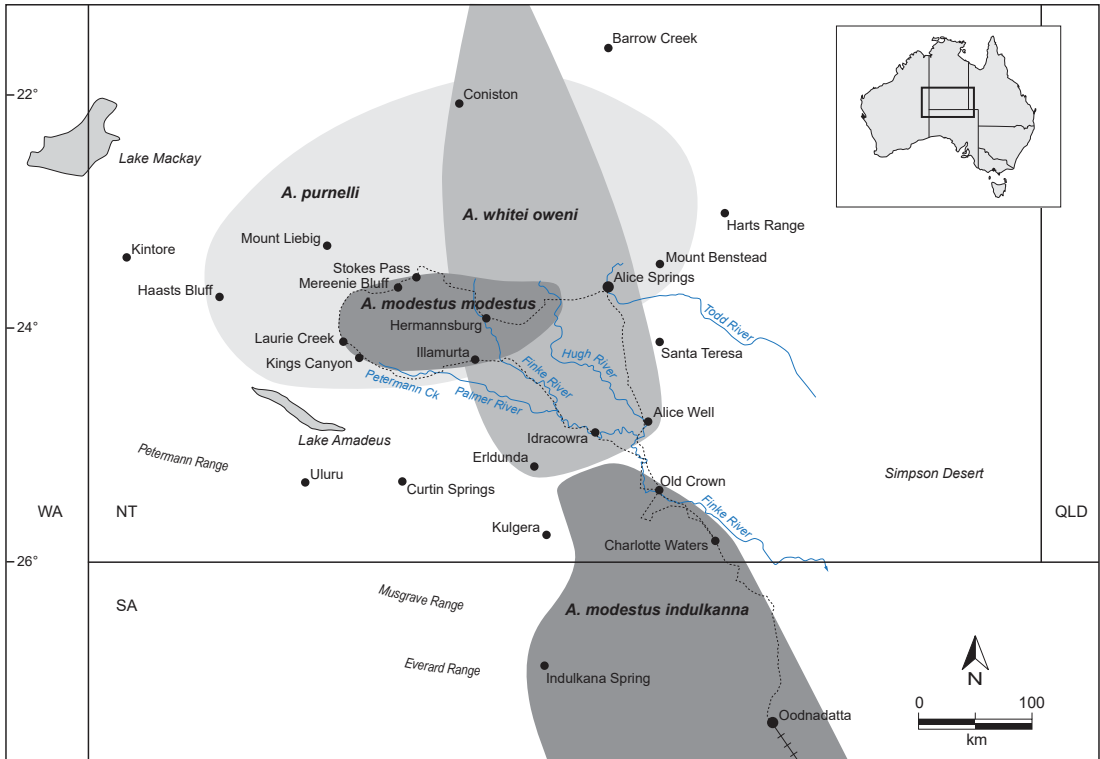 Barrow Creek
22°
Coniston
Lake Mackay
A. purnelli
A. whitei oweni
Harts Range
Mount Liebig
Kintore
Mount Benstead
Stokes Pass
Mereenie Bluff
Alice Springs
Haasts Bluff
A. modestus modestus
24°
Hermannsburg
Todd River
Laurie Creek
Illamurta
Hugh River
Santa Teresa
Kings Canyon
Finke River
Petermann Ck
Palmer River
Alice Well
Lake Amadeus
Idracowra
Petermann Range
Erldunda
Uluru
Curtin Springs
Old Crown
Simpson Desert
WA
NT
Kulgera
Finke River
QLD
Charlotte Waters
26°
SA
Musgrave Range
A. modestus indulkanna
Everard Range
Indulkana Spring
N
Oodnadatta
0
100
km